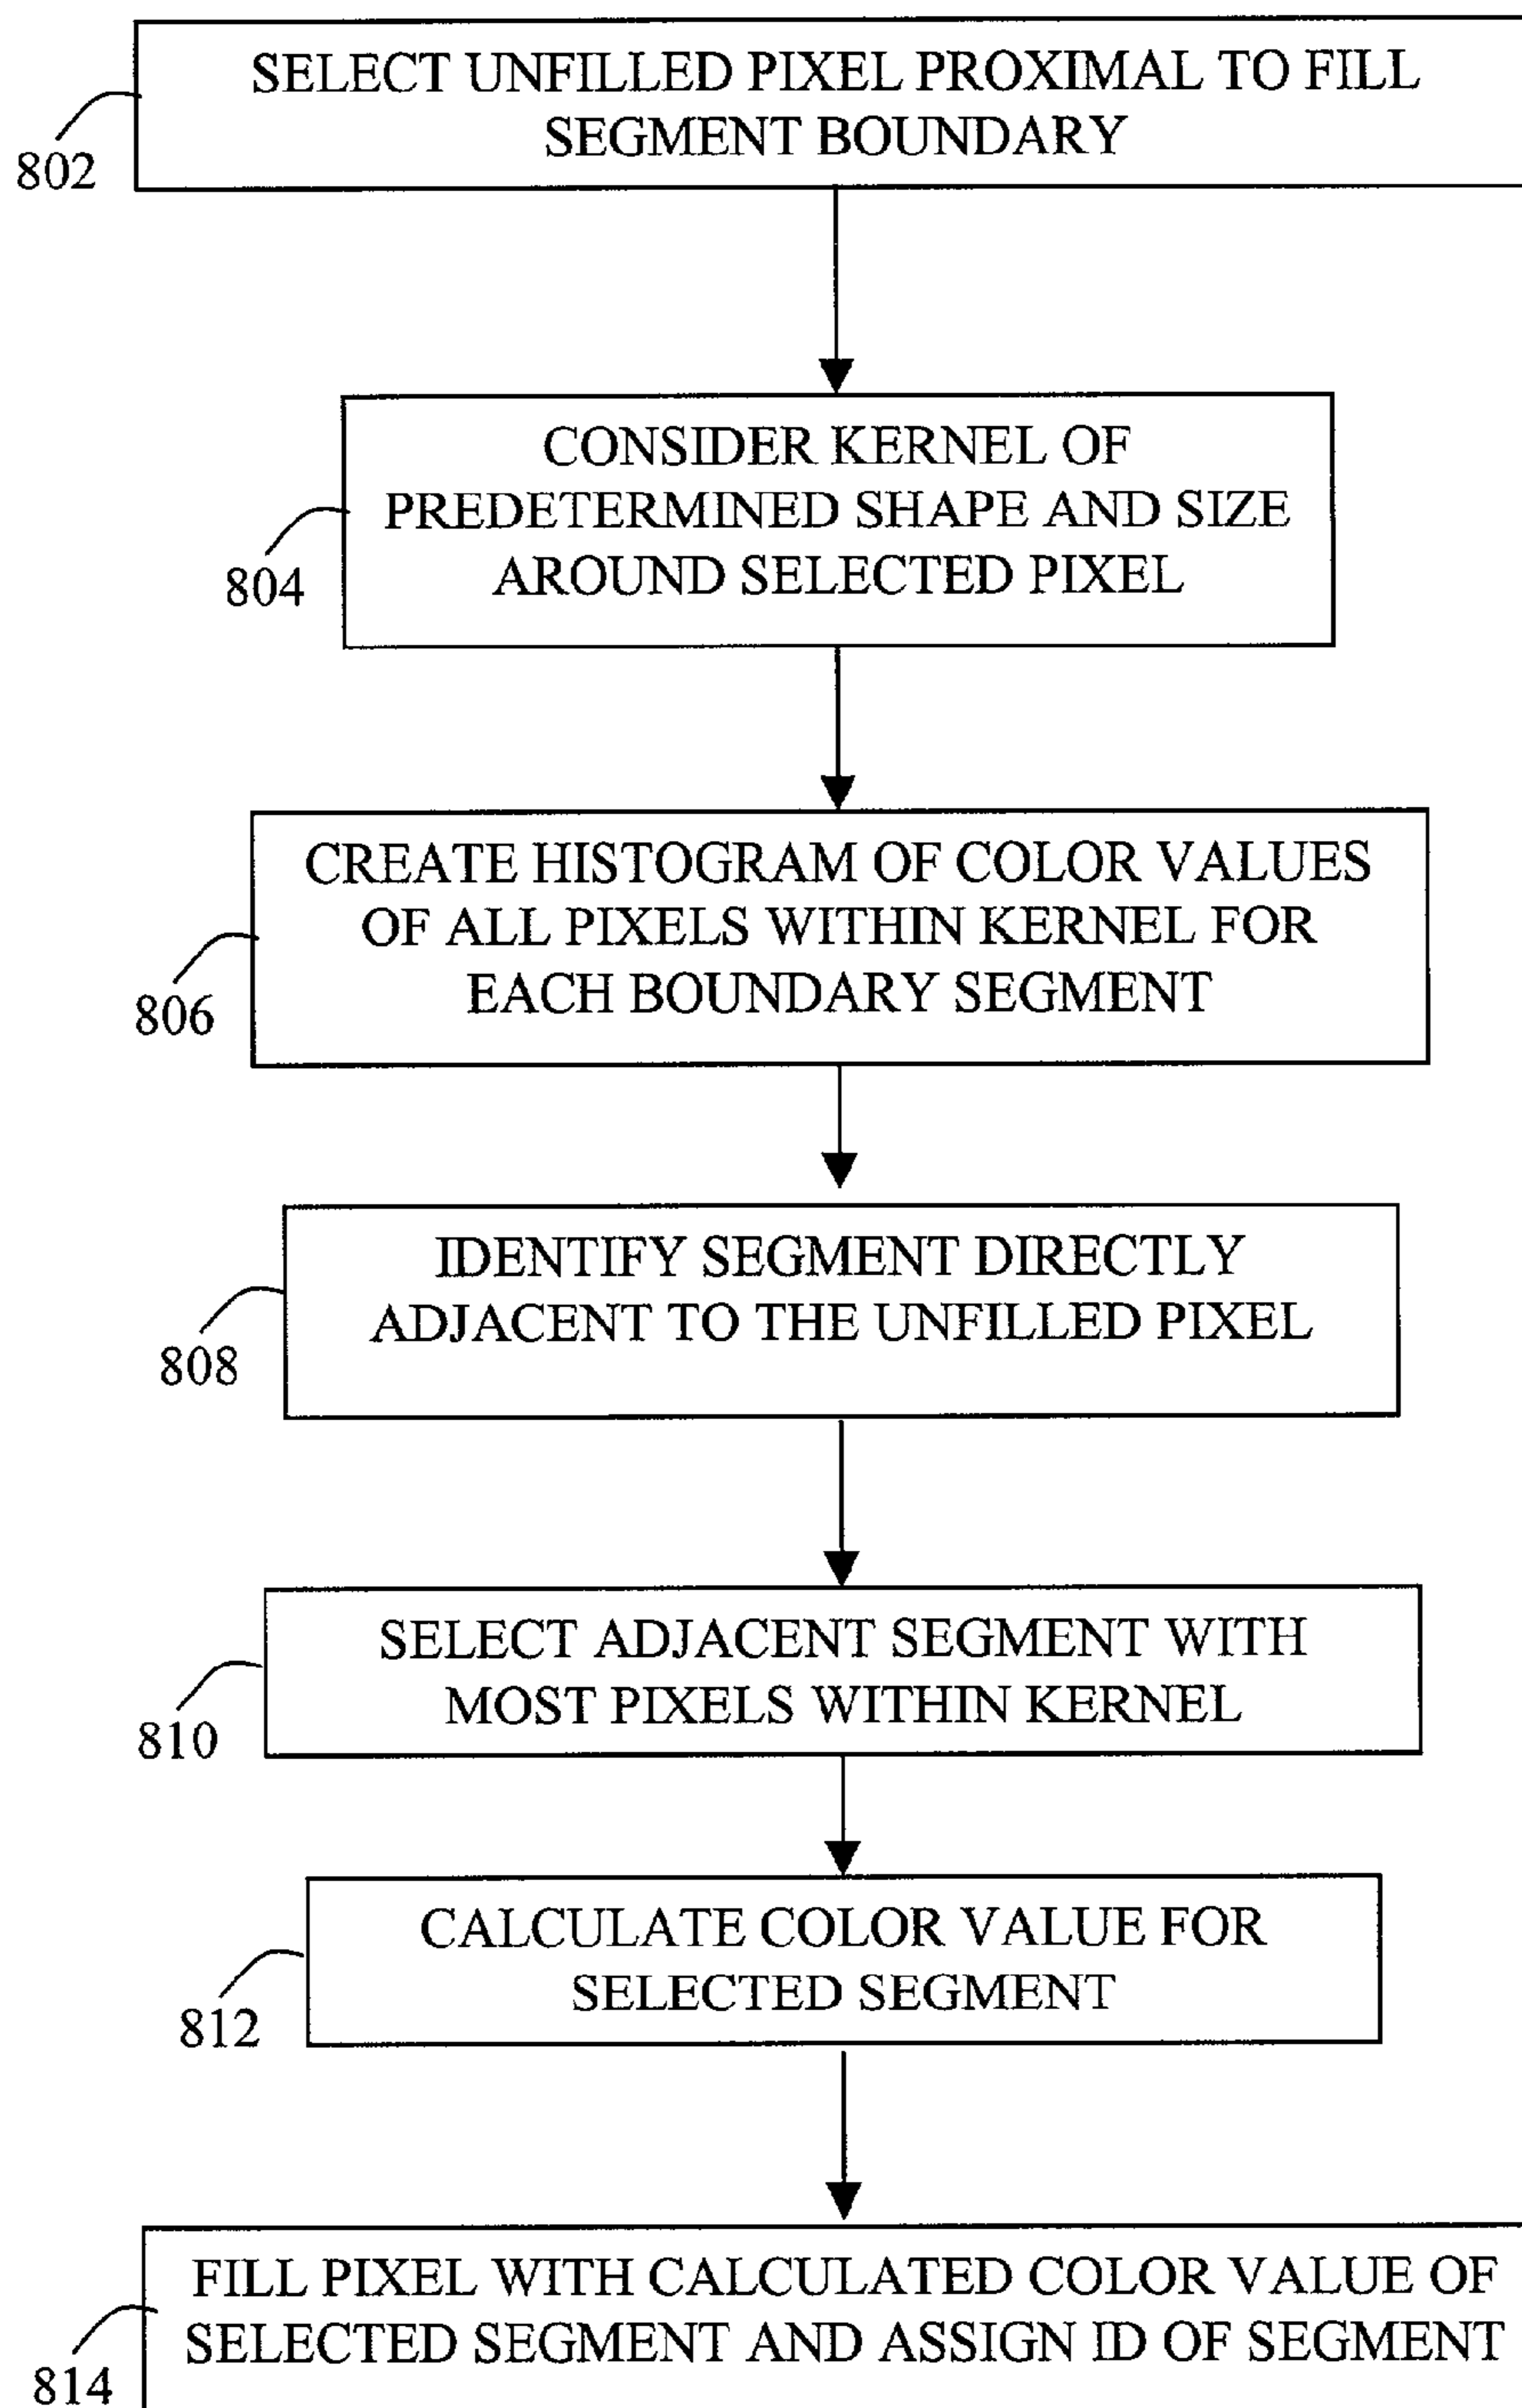 SELECT UNFILLED PIXEL PROXIMAL TO FILL
SEGMENT BOUNDARY
802
CONSIDER KERNEL OF
PREDETERMINED SHAPE AND SIZE
AROUND SELECTED PIXEL
804
CREATE HISTOGRAM OF COLOR VALUES
OF ALL PIXELS WITHIN KERNEL FOR
EACH BOUNDARY SEGMENT
806
IDENTIFY SEGMENT DIRECTLY
ADJACENT TO THE UNFILLED PIXEL
808
SELECT ADJACENT SEGMENT WITH
MOST PIXELS WITHIN KERNEL
810
CALCULATE COLOR VALUE FOR
SELECTED SEGMENT
812
FILL PIXEL WITH CALCULATED COLOR VALUE OF
SELECTED SEGMENT AND ASSIGN ID OF SEGMENT
814